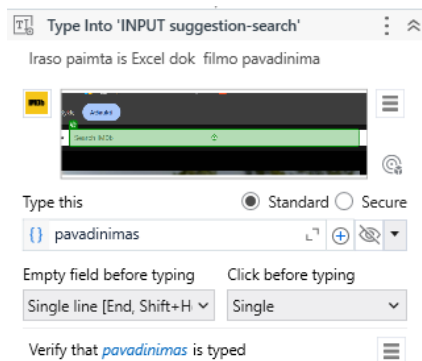 Type Into 'INPUT suggestion-search'
Iraso paimta is Excel dok filmo pavadinima
IMDb
Search IMDb
Type this
Standard
Secure
pavadinimas
Empty field before typing
Click before typing
Single line [End, Shift+H
Single
Verify that pavadinimas is typed